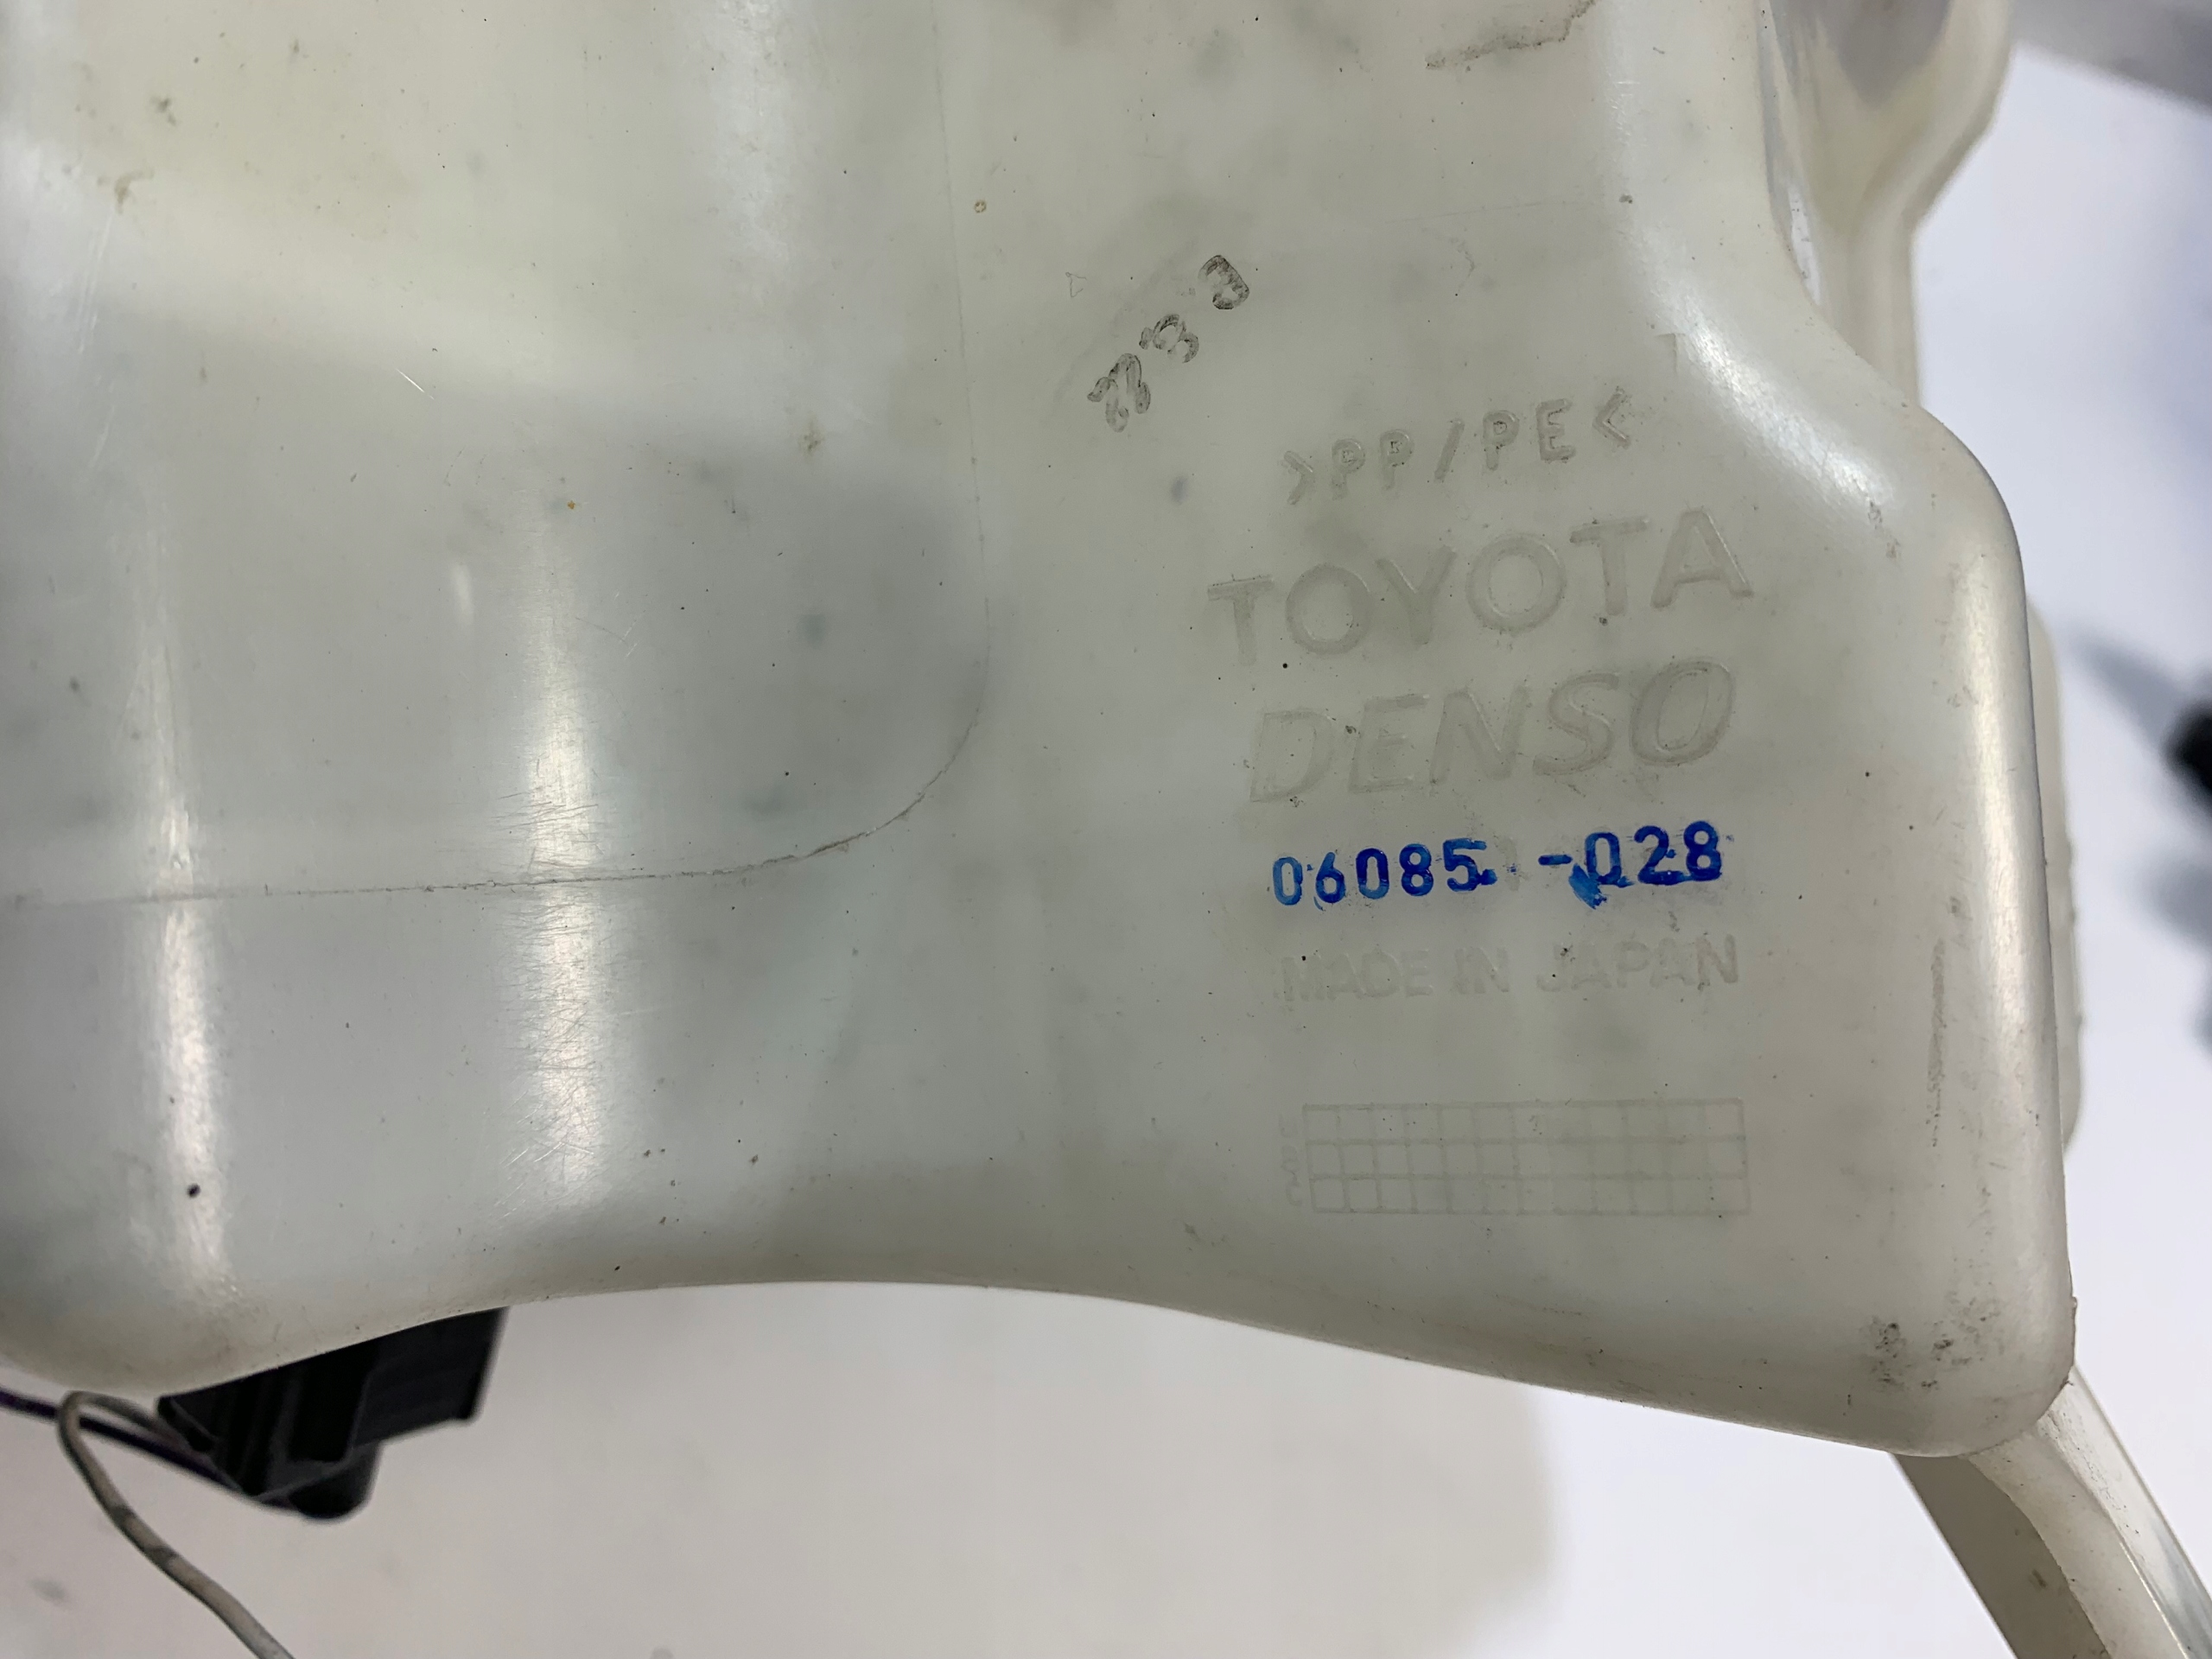 >PP/PE<
TOYOTA
DENSO
06085 -028
MADE IN JAPAN